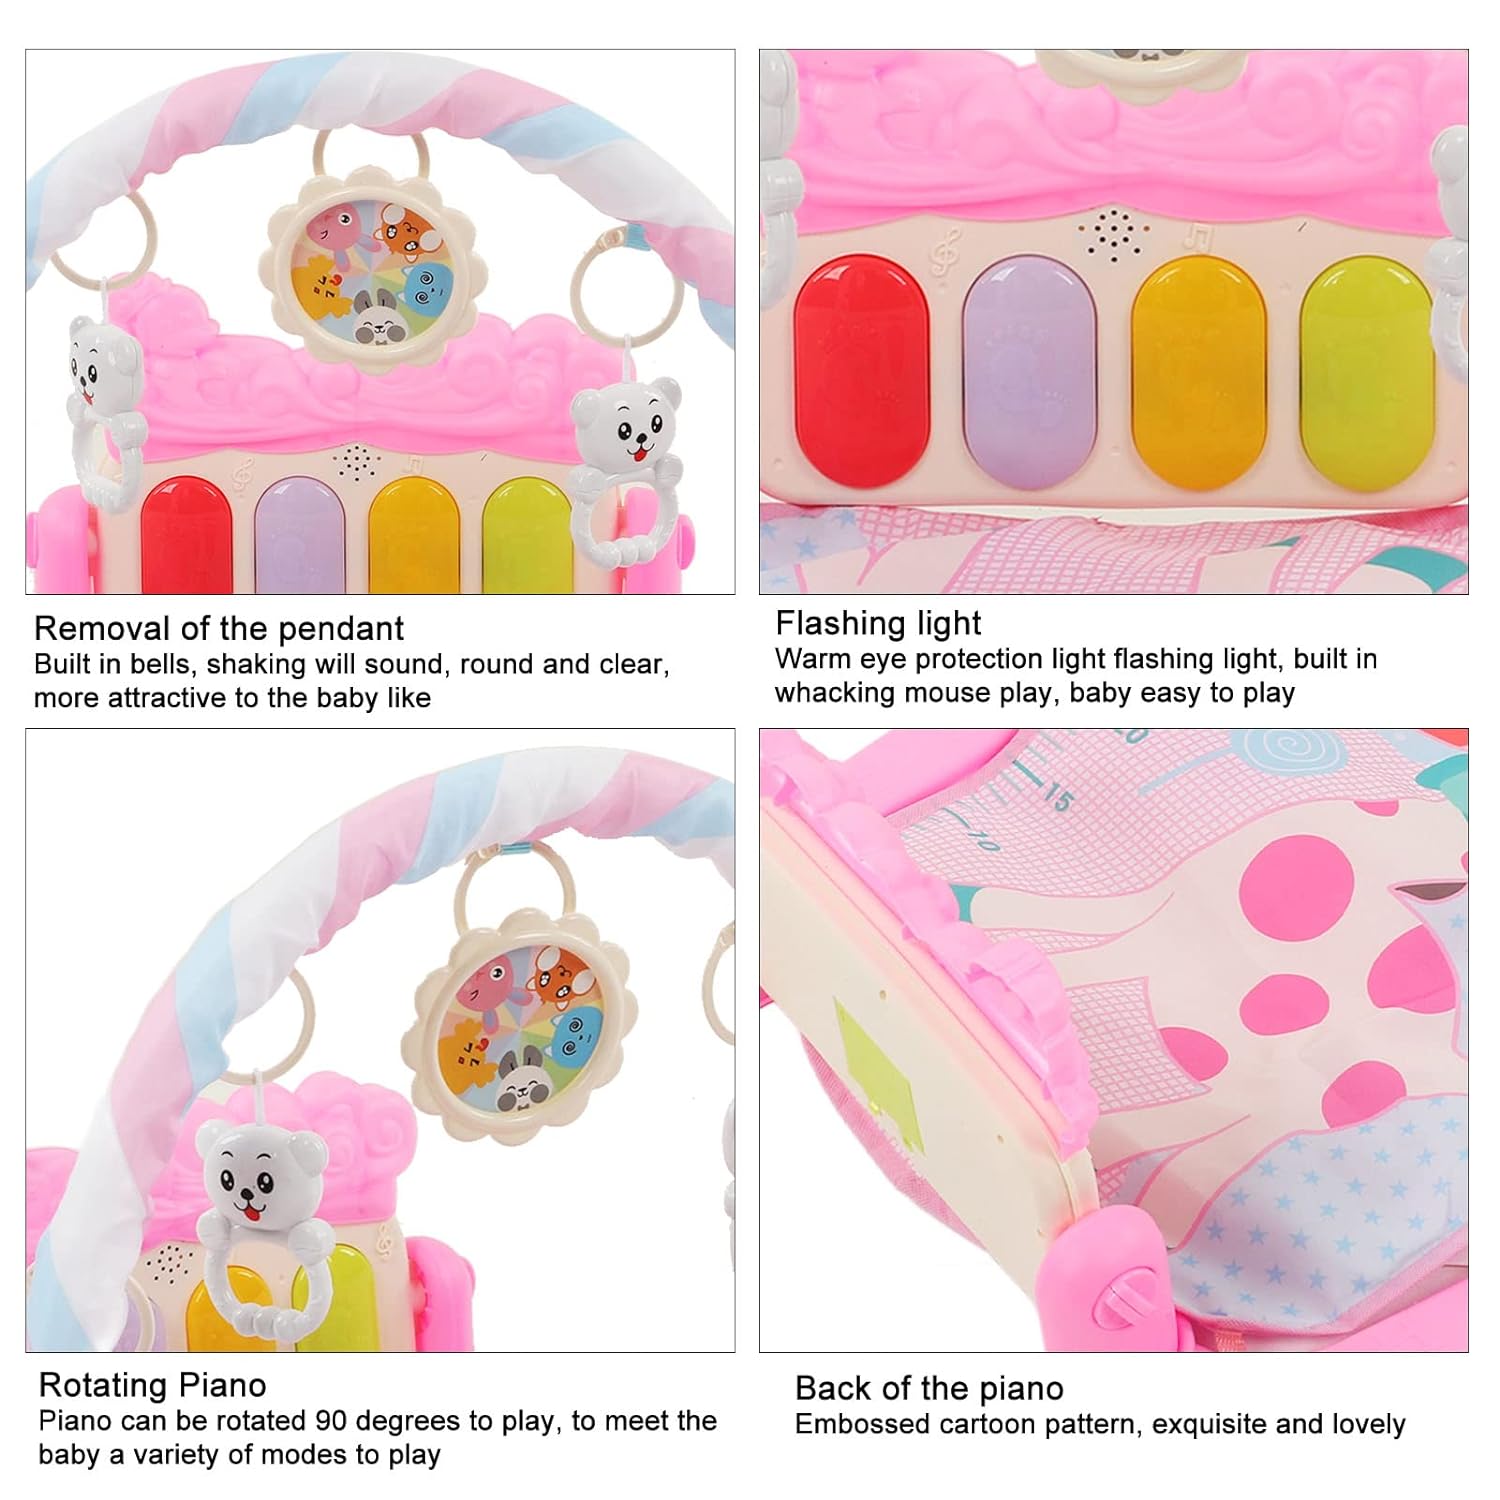 Removal of the pendant
Built in bells, shaking will sound, round and clear,
more attractive to the baby like
Flashing light
Warm eye protection light flashing light, built in
whacking mouse play, baby easy to play
20
15
10
Rotating Piano
Piano can be rotated 90 degrees to play, to meet the
baby a variety of modes to play
Back of the piano
Embossed cartoon pattern, exquisite and lovely